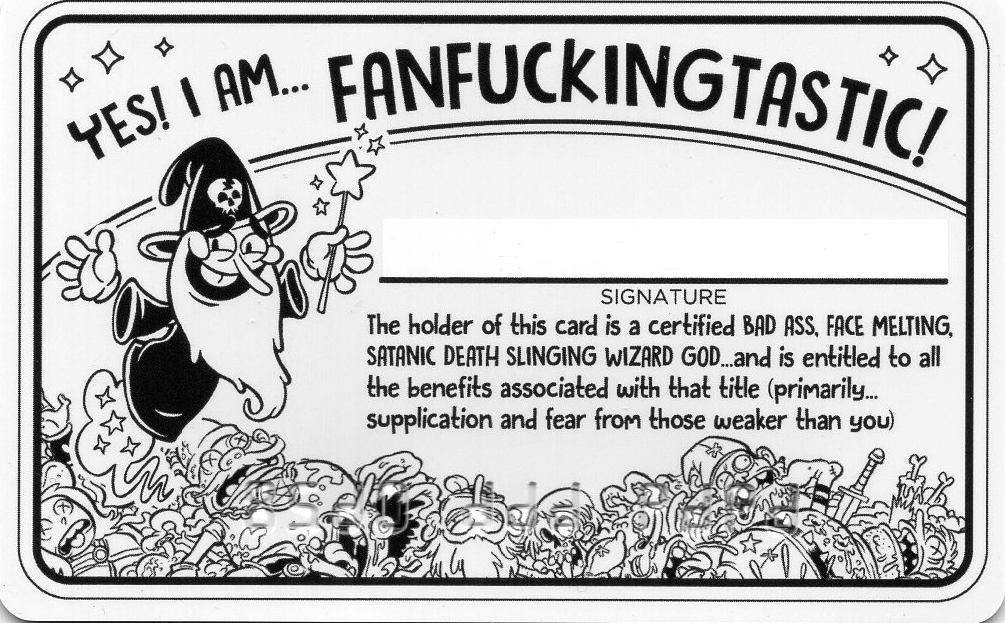 YES! I AM... FANFUCKINGTASTIC!
SIGNATURE
The holder of this card is a certified BAD ASS, FACE MELTING,
SATANIC DEATH SLINGING WIZARD GOD...and is entitled to all
the benefits associated with that title (primarily...
supplication and fear from those weaker than you)